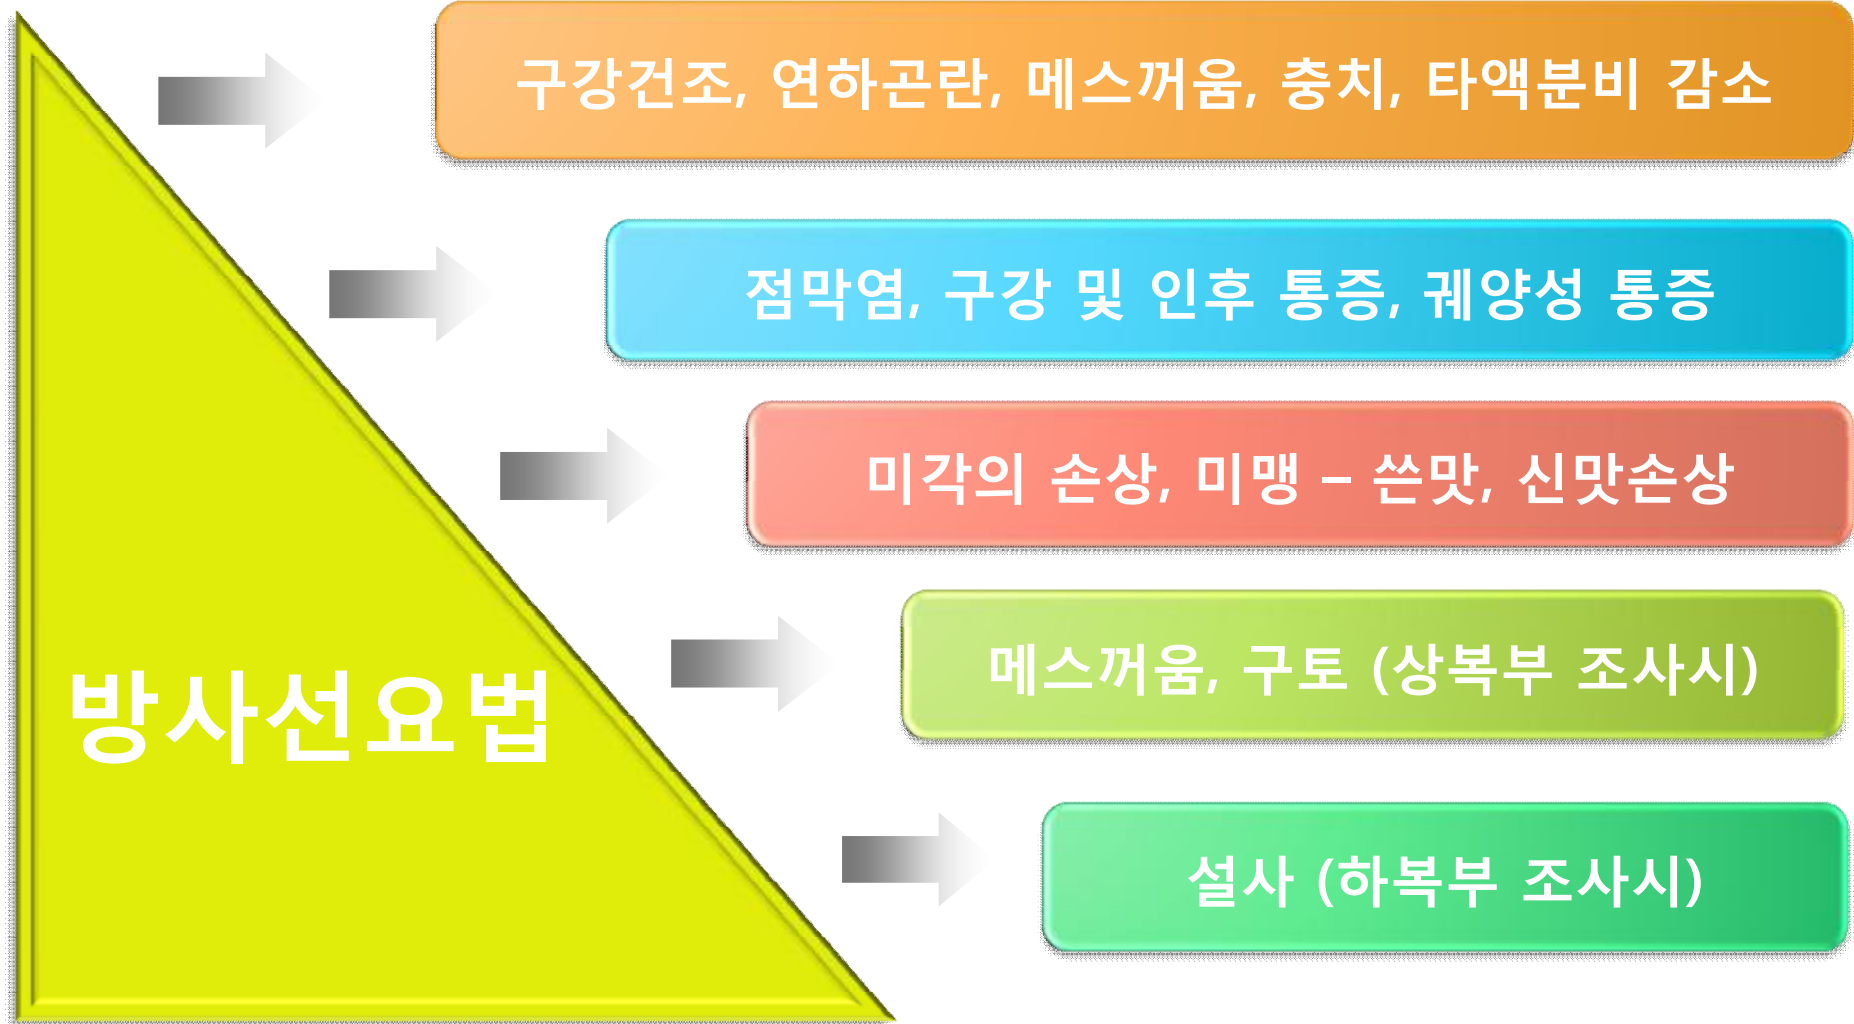 구강건조, 연하곤란, 메스꺼움, 충치, 타액분비 감소
점막염, 구강 및 인후 통증, 궤양성 통증
미각의 손상, 미맹 – 쓴맛, 신맛손상
메스꺼움, 구토 (상복부 조사시)
방사선요법
설사 (하복부 조사시)